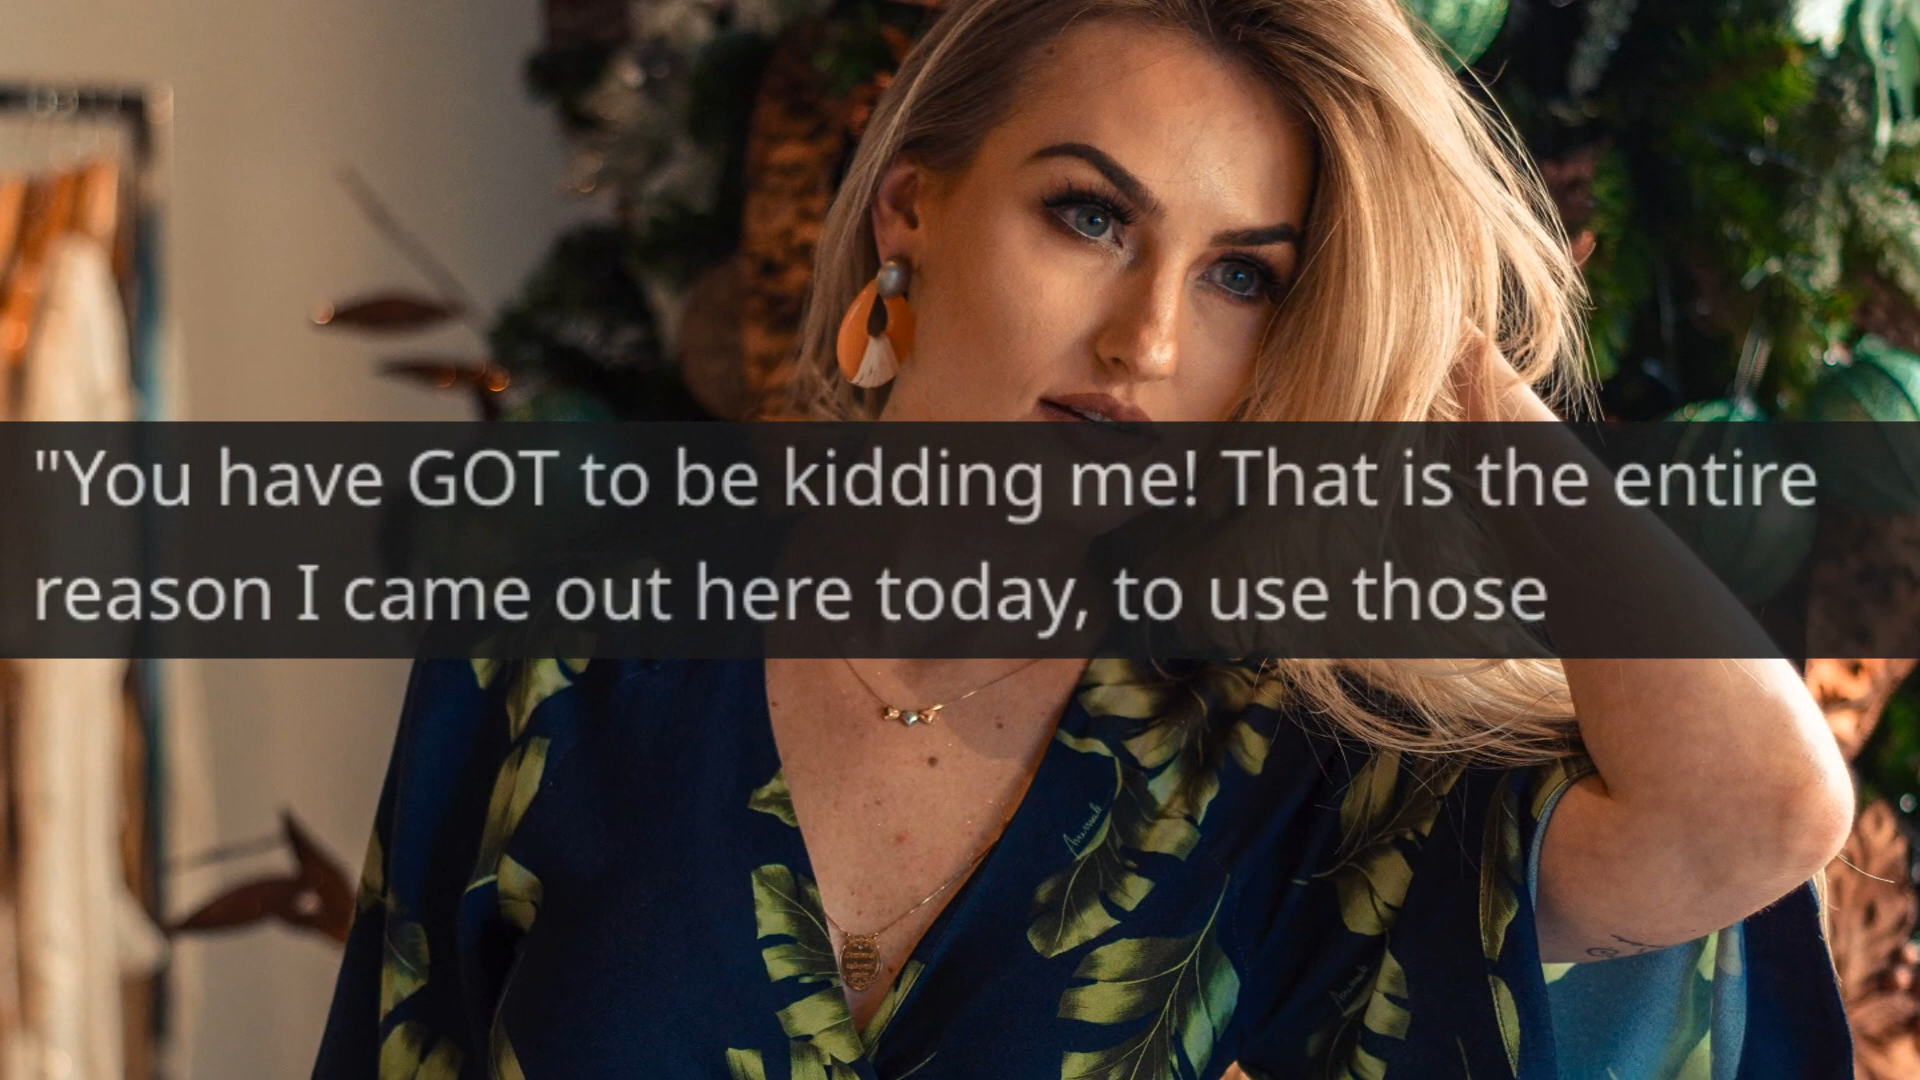 "You have GOT to be kidding me! That is the entire
reason I came out here today, to use those